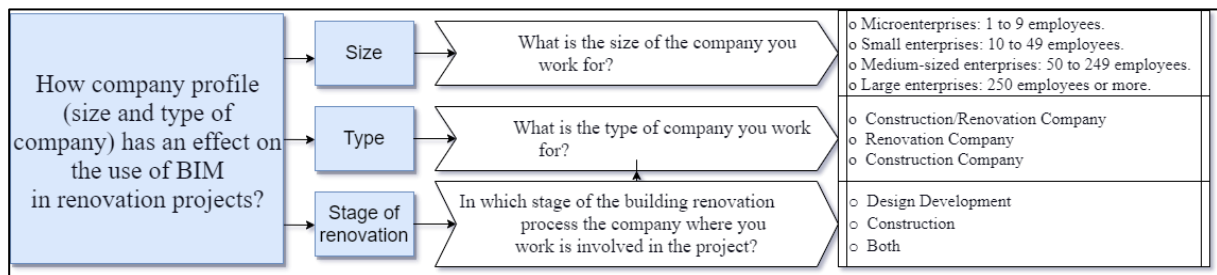 How company profile
(size and type of
company) has an effect on
the use of BIM
in renovation projects?
Size
What is the size of the company you
work for?
o Microenterprises: 1 to 9 employees.
o Small enterprises: 10 to 49 employees.
o Medium-sized enterprises: 50 to 249 employees.
o Large enterprises: 250 employees or more.
Type
What is the type of company you work
for?
o Construction/Renovation Company
o Renovation Company
o Construction Company
Stage of
renovation
In which stage of the building renovation
process the company where you
work is involved in the project?
o Design Development
o Construction
o Both